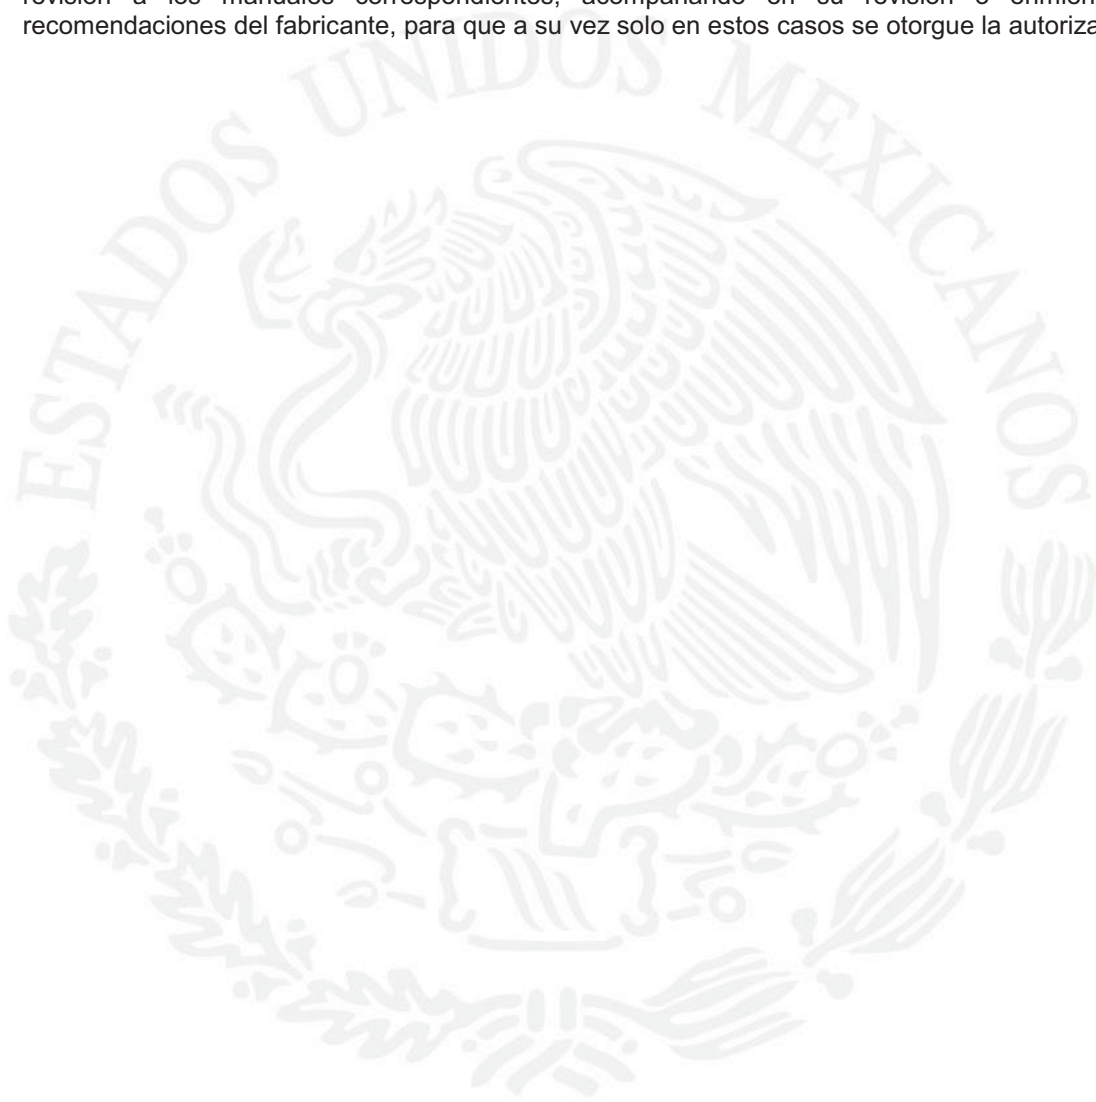 revisión a los manuales correspondientes, acompañando en su revisión o
recomendaciones del fabricante, para que a su vez solo en estos casos se otorgue la
ESTADOS UNIDOS MEXICANOS